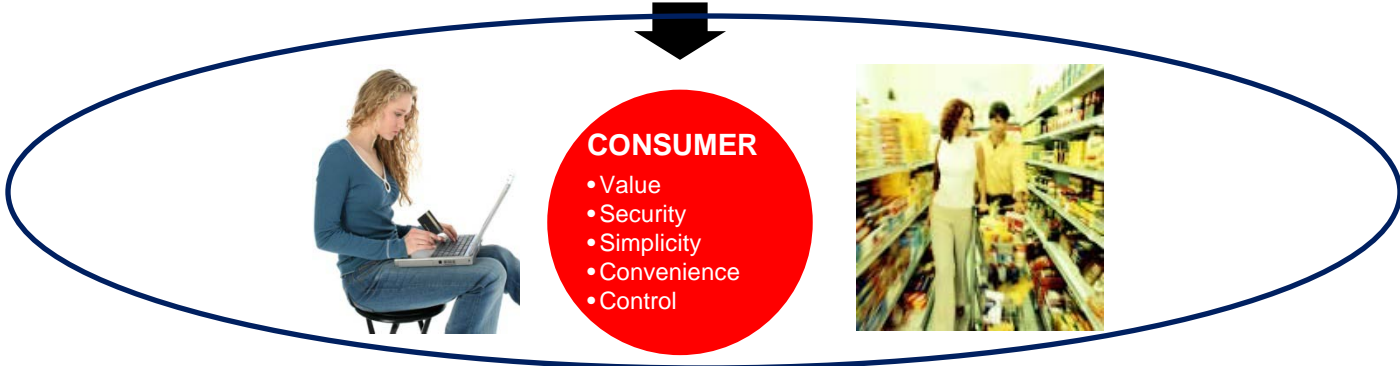 CONSUMER
•Value
•Security
•Simplicity
•Convenience
•Control